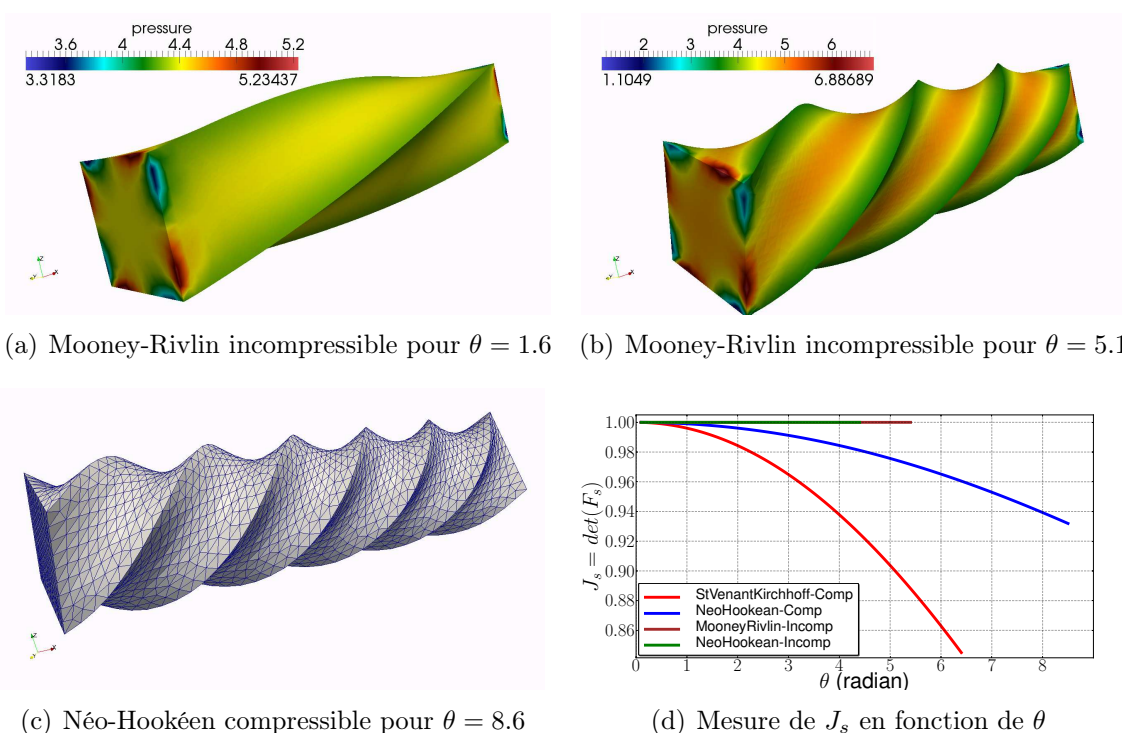 pressure
3.6 4 4.4 4.8 5.2
3.3183 5.23437
pressure
2 3 4 5 6
1.1049 6.88689
Z Y X
Z Y X
(a) Mooney-Rivlin incompressible pour θ = 1.6
(b) Mooney-Rivlin incompressible pour θ = 5.1
Z Y X
1.00
0.98
0.96
0.94
0.92
0.90
0.88
0.86
J_s = det(F_s)
StVenantKirchhoff-Comp
NeoHookean-Comp
MooneyRivlin-Incomp
NeoHookean-Incomp
0 1 2 3 4 5 6 7 8
θ (radian)
(c) Néo-Hookéen compressible pour θ = 8.6
(d) Mesure de J_s en fonction de θ